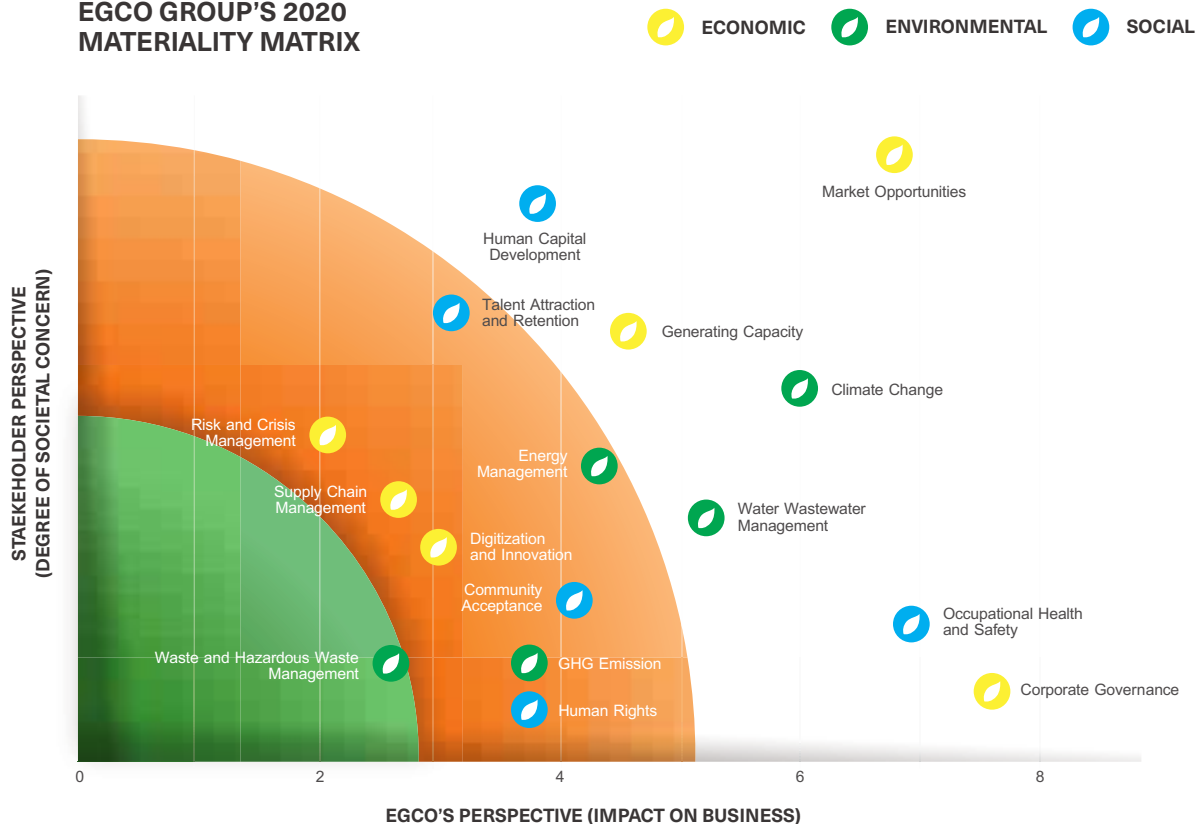 EGCO GROUP'S 2020
MATERIALITY MATRIX
ECONOMIC
ENVIRONMENTAL
SOCIAL
Market Opportunities
Human Capital
Development
Talent Attraction
and Retention
Generating Capacity
Climate Change
Risk and Crisis
Management
Energy
Management
Supply Chain
Management
Water Wastewater
Management
Digitization
and Innovation
Community
Acceptance
Occupational Health
and Safety
Waste and Hazardous Waste
Management
GHG Emission
Human Rights
Corporate Governance
STAEKEHOLDER PERSPECTIVE
(DEGREE OF SOCIETAL CONCERN)
0
2
4
6
8
EGCO'S PERSPECTIVE (IMPACT ON BUSINESS)